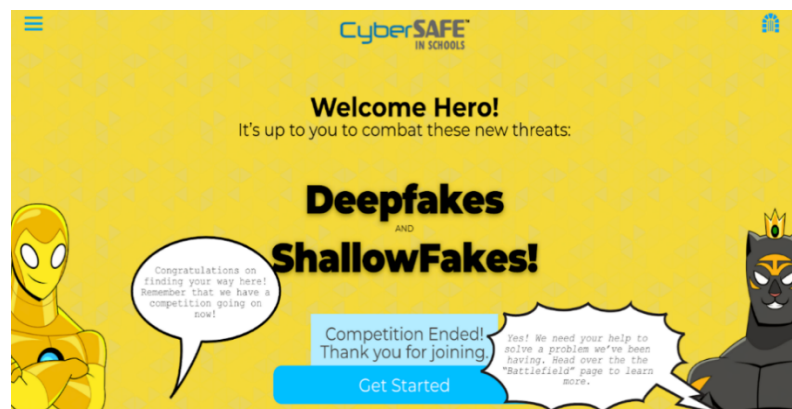 CyberSAFE™
IN SCHOOLS
Welcome Hero!
It's up to you to combat these new threats:
Deepfakes
AND
ShallowFakes!
Congratulations on
finding your way here!
Remember that we have a
competition going on
now!
Competition Ended!
Thank you for joining.
Yes! We need your help to
solve a problem we've been
having. Head over the the
"Battlefield" page to learn
more.
Get Started